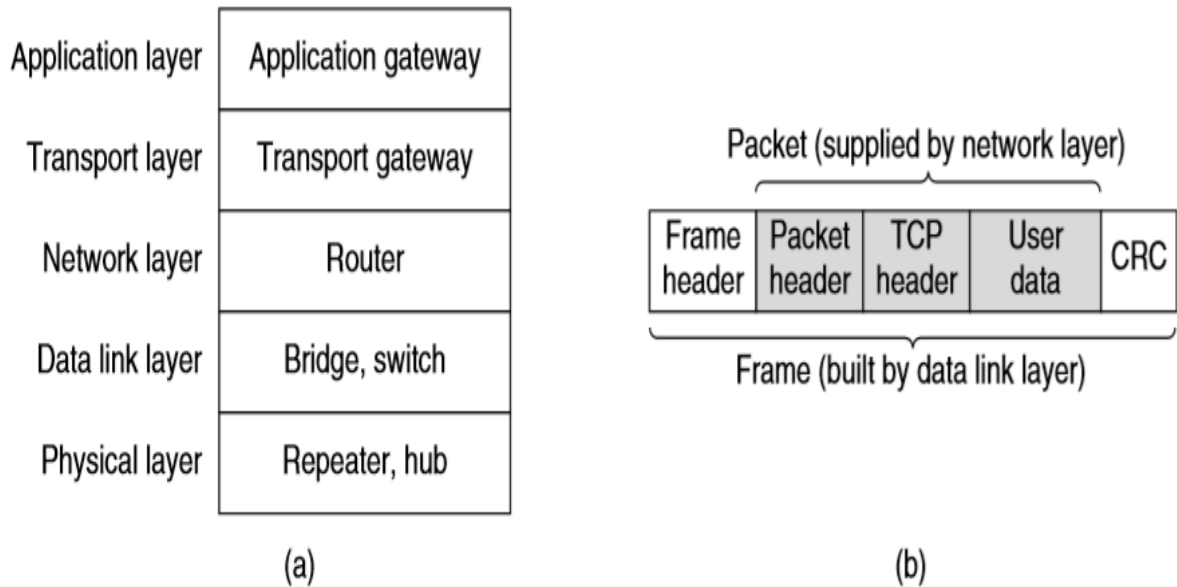 Application layer
Application gateway
Transport layer
Transport gateway
Network layer
Router
Data link layer
Bridge, switch
Physical layer
Repeater, hub
(a)
Packet (supplied by network layer)
Frame
header
Packet
header
TCP
header
User
data
CRC
Frame (built by data link layer)
(b)